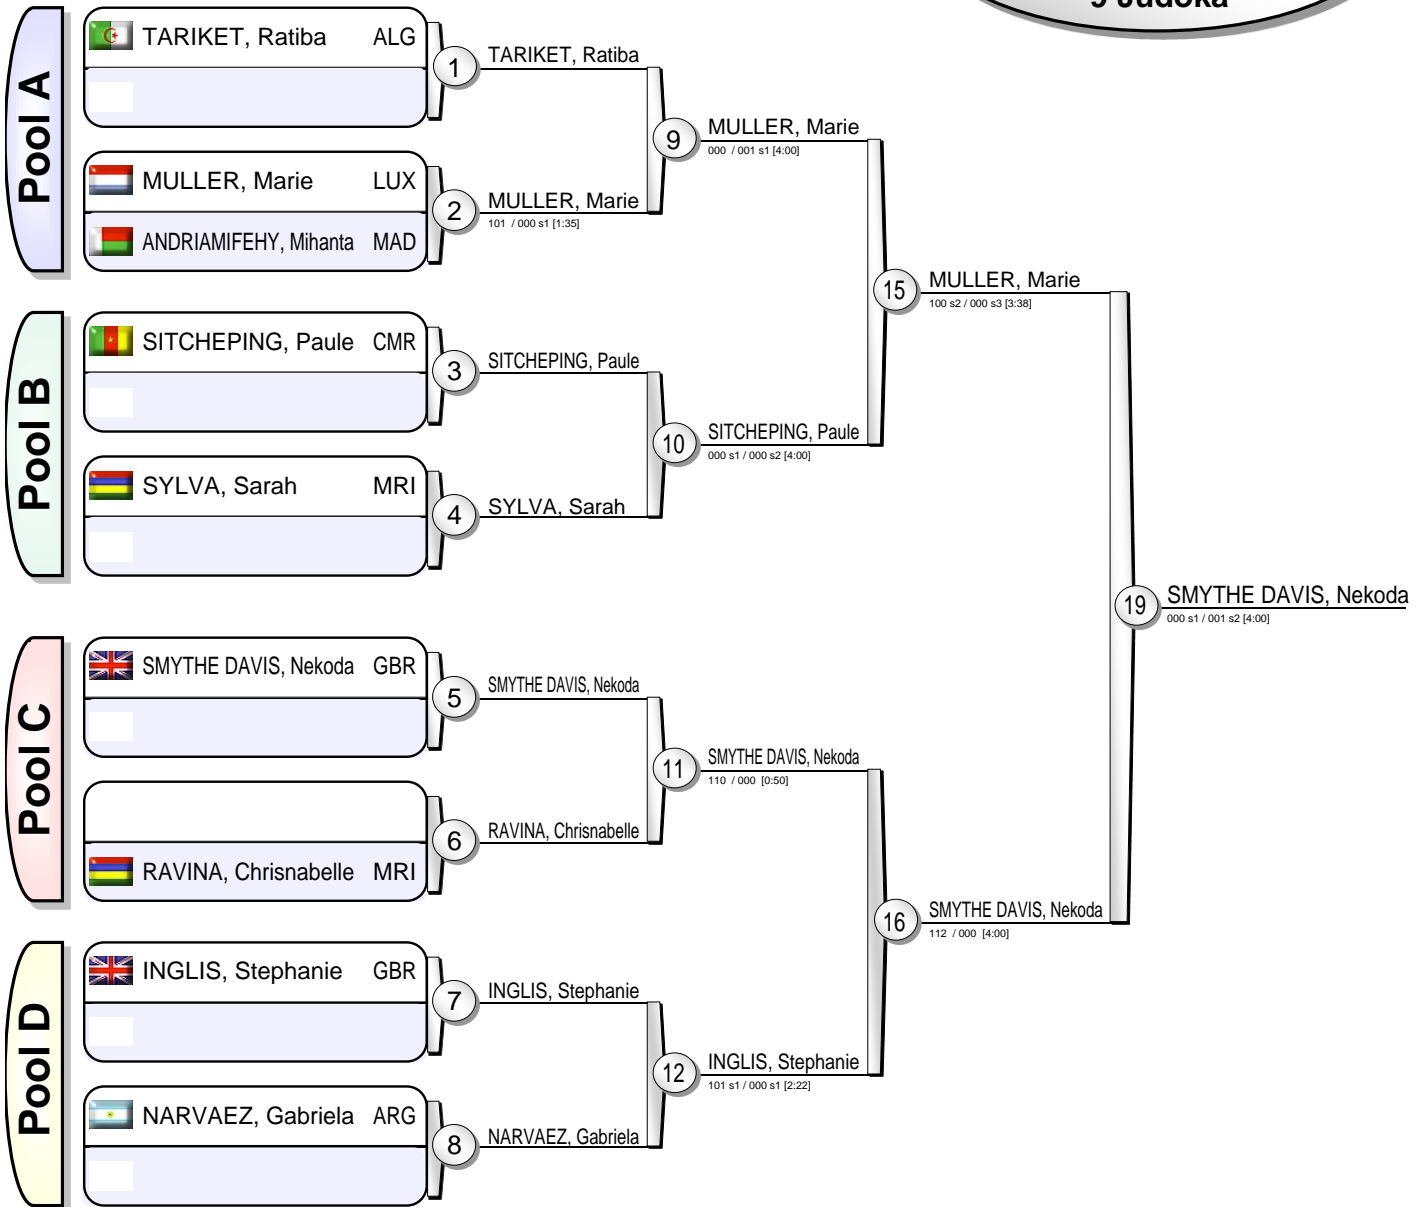 9 Judoka
Pool A
TARIKET, Ratiba ALG
1
TARIKET, Ratiba
MULLER, Marie LUX
ANDRIAMIFEHY, Mihanta MAD
2
MULLER, Marie
101 / 000 s1 [1:35]
9
MULLER, Marie
000 / 001 s1 [4:00]
Pool B
SITCHEPING, Paule CMR
3
SITCHEPING, Paule
SYLVA, Sarah MRI
4
SYLVA, Sarah
10
SITCHEPING, Paule
000 s1 / 000 s2 [4:00]
15
MULLER, Marie
100 s2 / 000 s3 [3:38]
Pool C
SMYTHE DAVIS, Nekoda GBR
5
SMYTHE DAVIS, Nekoda
RAVINA, Chrisnabelle MRI
6
RAVINA, Chrisnabelle
11
SMYTHE DAVIS, Nekoda
110 / 000 [0:50]
Pool D
INGLIS, Stephanie GBR
7
INGLIS, Stephanie
NARVAEZ, Gabriela ARG
8
NARVAEZ, Gabriela
12
INGLIS, Stephanie
101 s1 / 000 s1 [2:22]
16
SMYTHE DAVIS, Nekoda
112 / 000 [4:00]
19
SMYTHE DAVIS, Nekoda
000 s1 / 001 s2 [4:00]